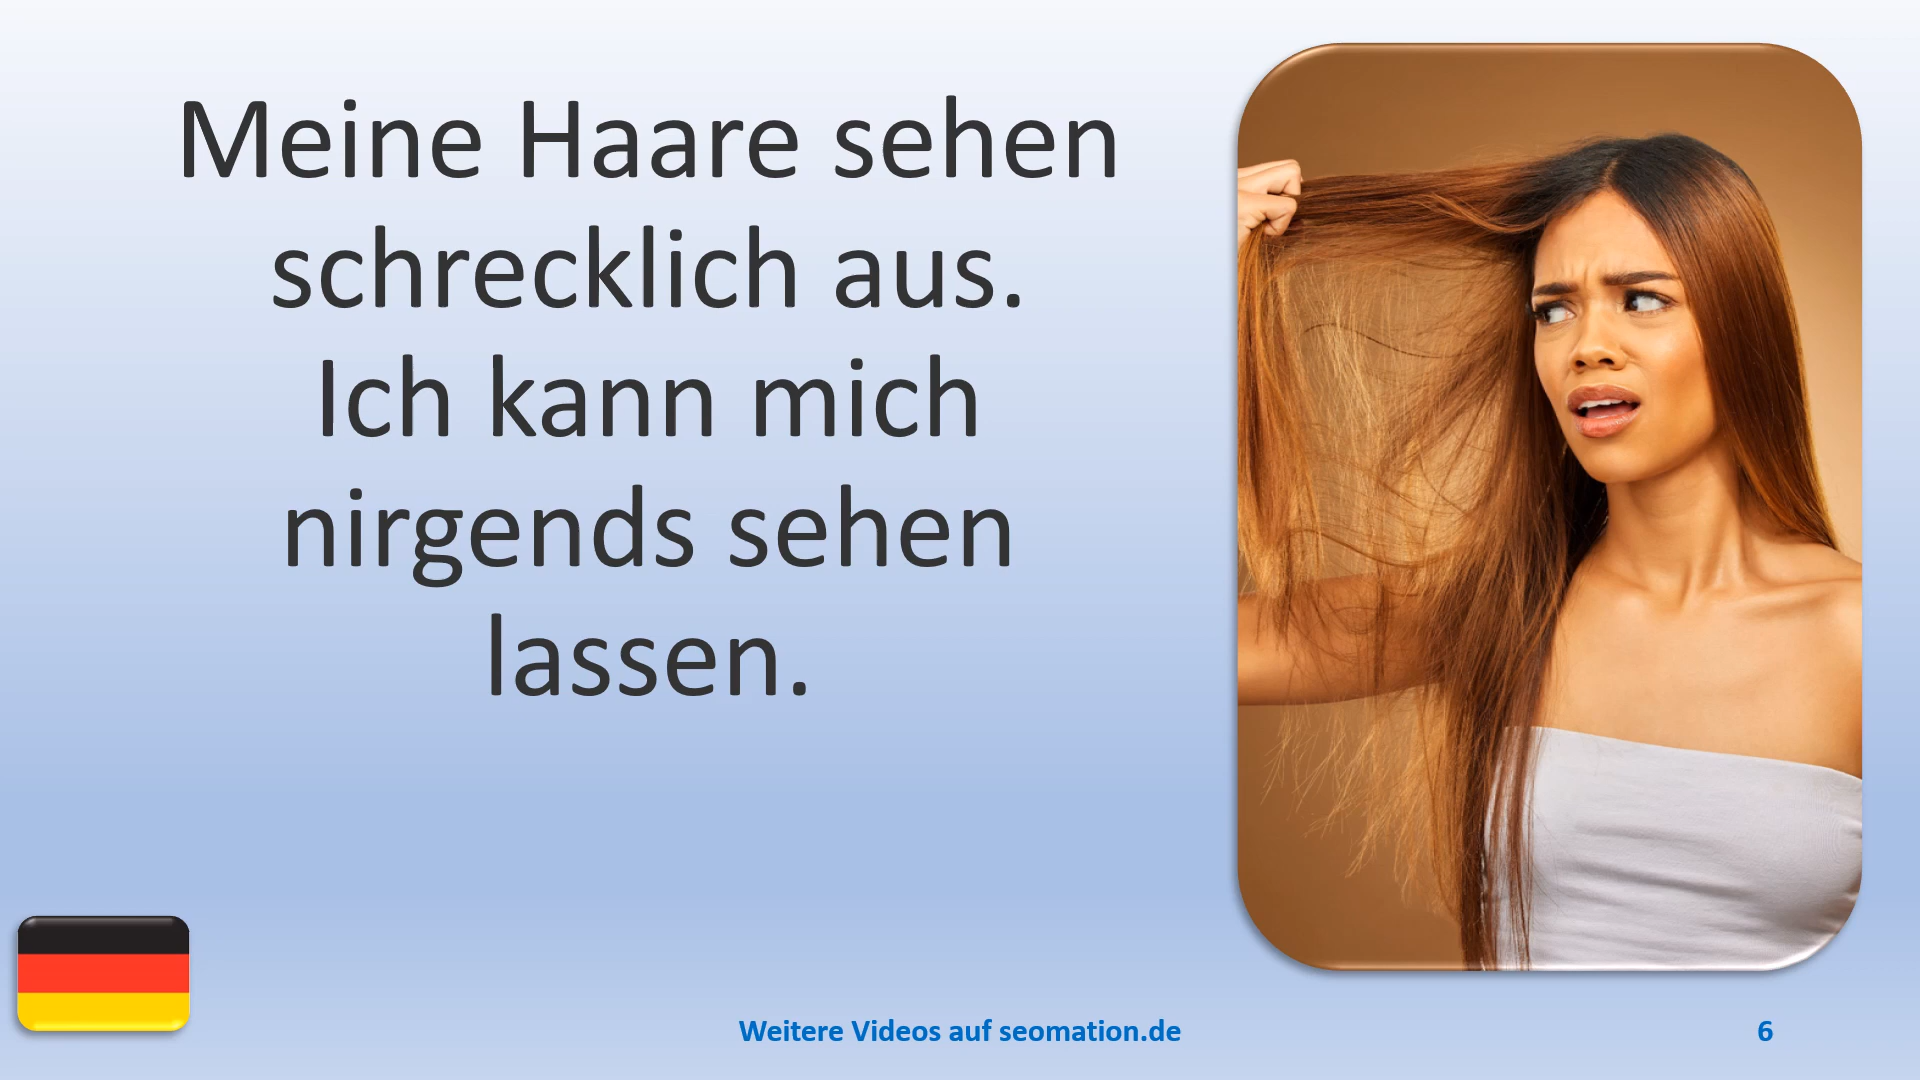 Meine Haare sehen
schrecklich aus.
Ich kann mich
nirgends sehen
lassen.
Weitere Videos auf seomation.de
6